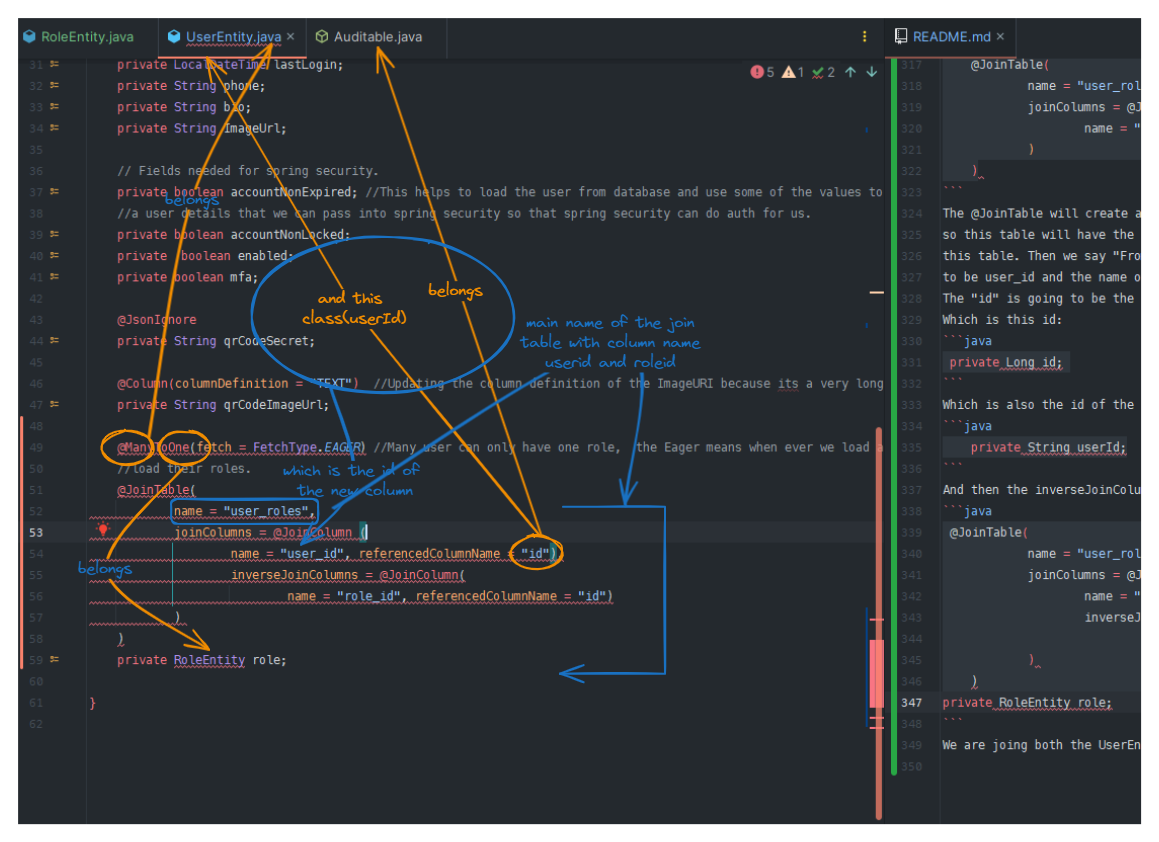 RoleEntity.java
UserEntity.java ×
Auditable.java
README.md ×
5 1 2
31 private LocalDateTime lastLogin;
32 private String phone;
33 private String bio;
34 private String ImageUrl;
35
36 // Fields needed for spring security.
37 private boolean accountNonExpired; //This helps to load the user from database and use some of the values to
38 //a user details that we can pass into spring security so that spring security can do auth for us.
39 private boolean accountNonLocked;
40 private boolean enabled;
41 private boolean mfa;
42
43 @JsonIgnore
44 private String qrCodeSecret;
45
46 @Column(columnDefinition = "TEXT") //Updating the column definition of the ImageURI because its a very long
47 private String qrCodeImageUrl;
48
49 @ManyToOne(fetch = FetchType.EAGER) //Many user can only have one role, the Eager means when ever we load a
50 //load their roles.
51 @JoinTable(
52 name = "user_roles",
53 joinColumns = @JoinColumn (
54 name = "user_id", referencedColumnName = "id")
55 inverseJoinColumns = @JoinColumn(
56 name = "role_id", referencedColumnName = "id")
57 )
58 )
59 private RoleEntity role;
60
61 }
62
belongs
and this
class(userId)
belongs
main name of the join
table with column name
userid and roleid
which is the id of
the new column
belongs
317 @JoinTable(
318 name = "user_rol
319 joinColumns = @J
320 name = "
321 )
322 )
323 ```
324 The @JoinTable will create a
325 so this table will have the
326 this table. Then we say "Fro
327 to be user_id and the name o
328 The "id" is going to be the
329 Which is this id:
330 ```java
331 private Long id;
332 ```
333 Which is also the id of the
334 ```java
335 private String userId;
336 ```
337 And then the inverseJoinColu
338 ```java
339 @JoinTable(
340 name = "user_rol
341 joinColumns = @J
342 name = "
343 inverseJ
344
345 )
346 )
347 private RoleEntity role;
348 ```
349 We are joing both the UserEn
350